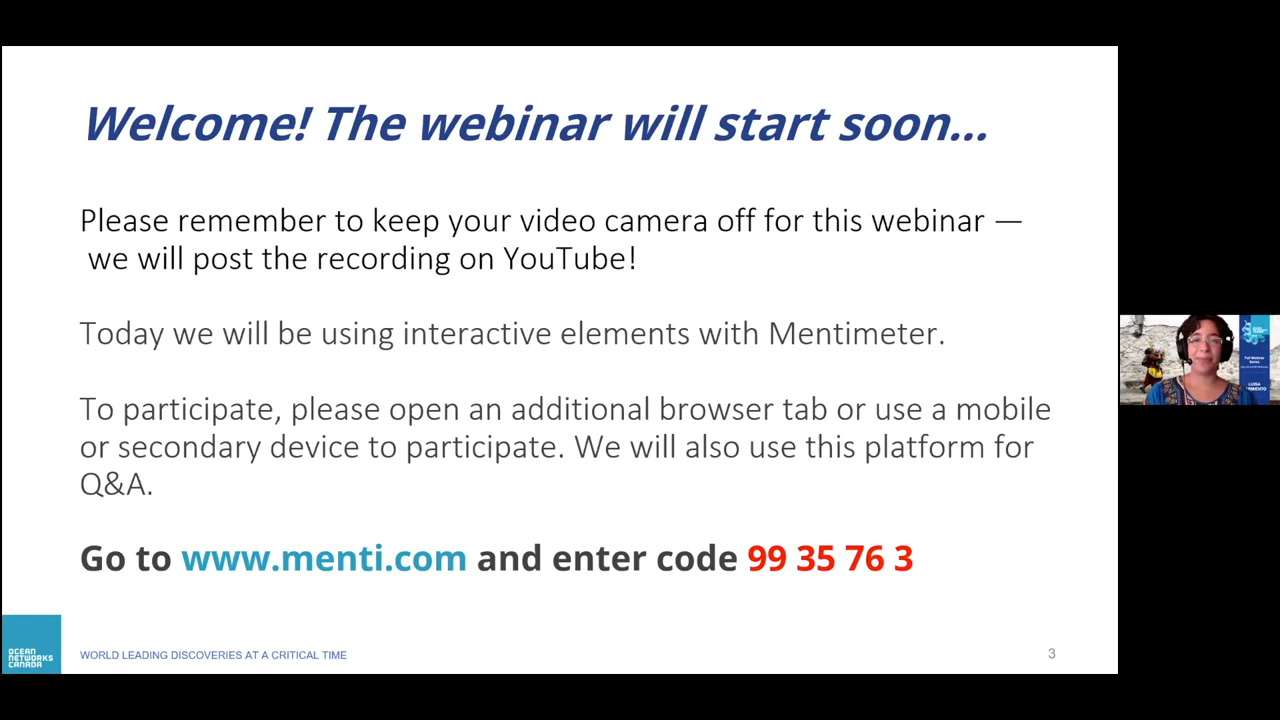 Welcome! The webinar will start soon...
Please remember to keep your video camera off for this webinar —
we will post the recording on YouTube!
Today we will be using interactive elements with Mentimeter.
To participate, please open an additional browser tab or use a mobile
or secondary device to participate. We will also use this platform for
Q&A.
Go to www.menti.com and enter code 99 35 76 3
OCEAN
NETWORKS
CANADA
WORLD LEADING DISCOVERIES AT A CRITICAL TIME
3
LUISA